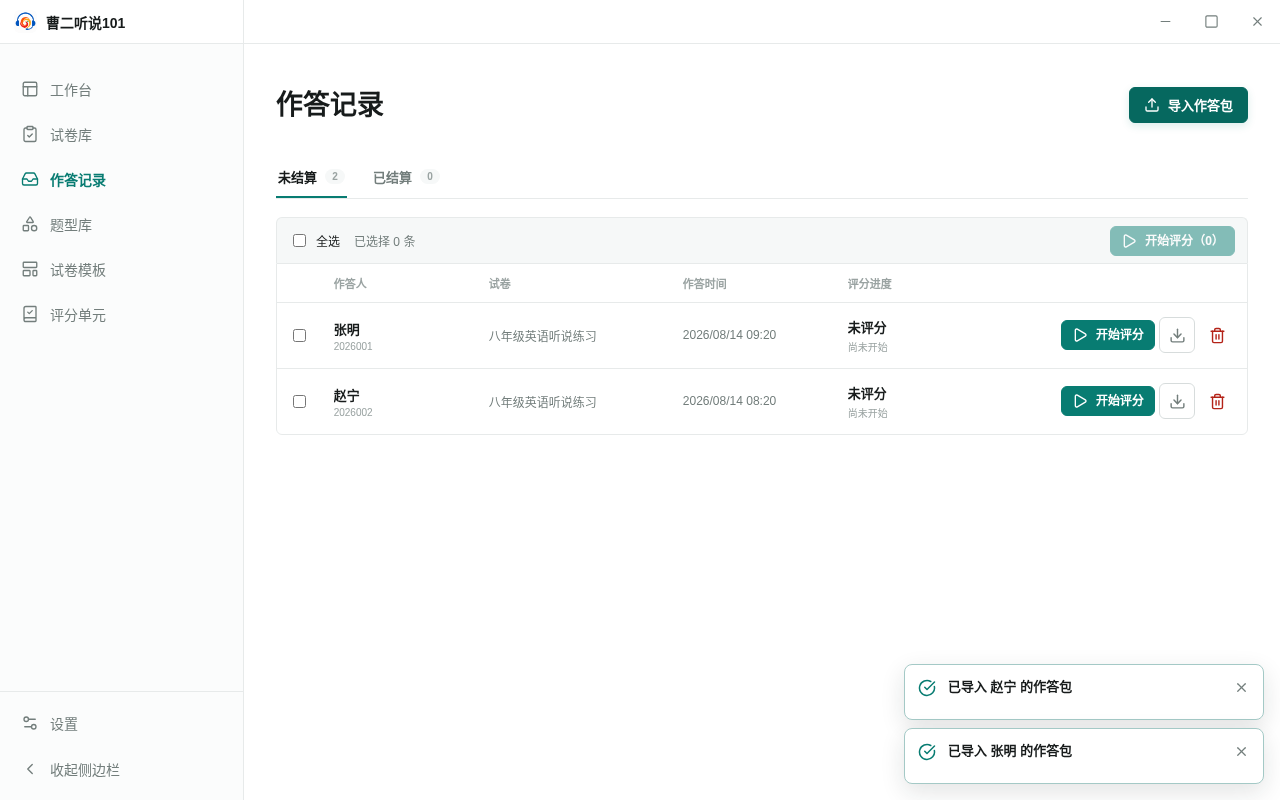 曹二听说101
工作台
试卷库
作答记录
题型库
试卷模板
评分单元
设置
收起侧边栏
作答记录
导入作答包
未结算 2 已结算 0
全选 已选择 0 条 开始评分（0）
作答人 试卷 作答时间 评分进度
张明 八年级英语听说练习 2026/08/14 09:20 未评分 开始评分
2026001 尚未开始
赵宁 八年级英语听说练习 2026/08/14 08:20 未评分 开始评分
2026002 尚未开始
已导入 赵宁 的作答包
已导入 张明 的作答包